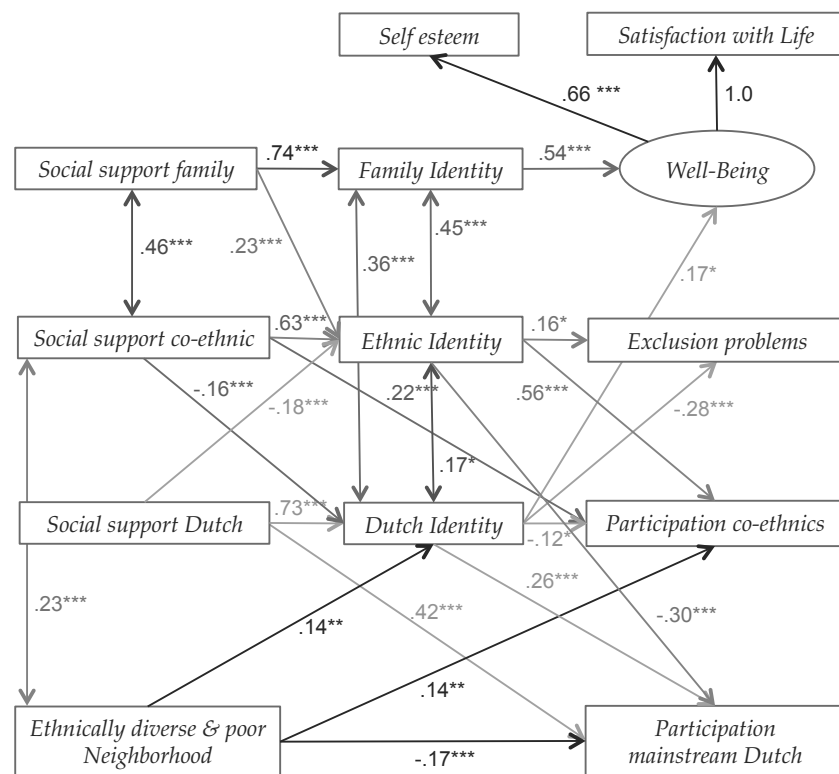 Self esteem
Satisfaction with Life
.66 ***
1.0
Social support family
.74***
Family Identity
.54***
Well-Being
.46***
.23***
.36***
.45***
.17*
Social support co-ethnic
.63***
Ethnic Identity
.16*
Exclusion problems
-.16***
-.18***
.22***
.56***
-.28***
.17*
Social support Dutch
.73***
Dutch Identity
-.12*
Participation co-ethnics
.23***
.14**
.42***
.26***
-.30***
.14**
Ethnically diverse & poor
Neighborhood
-.17***
Participation
mainstream Dutch